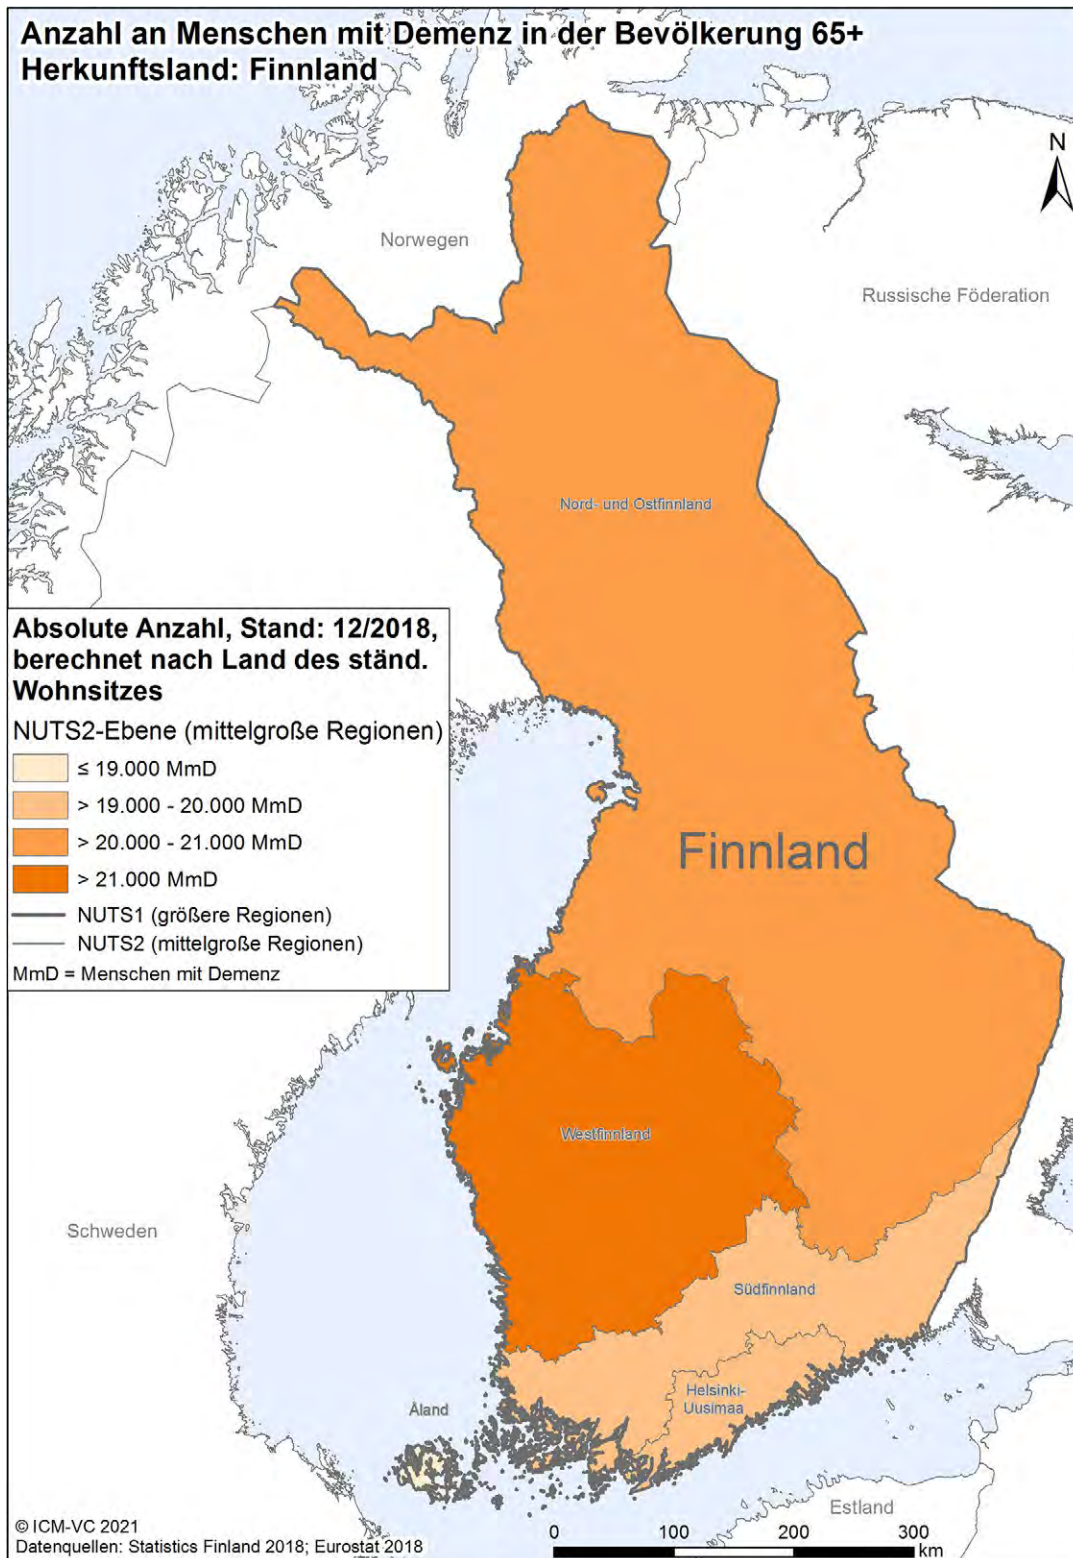 Anzahl an Menschen mit Demenz in der Bevölkerung 65+
Herkunftsland: Finnland
N
Norwegen
Russische Föderation
Nord- und Ostfinnland
Absolute Anzahl, Stand: 12/2018,
berechnet nach Land des ständ.
Wohnsitzes
NUTS2-Ebene (mittelgroße Regionen)
≤ 19.000 MmD
> 19.000 - 20.000 MmD
> 20.000 - 21.000 MmD
> 21.000 MmD
NUTS1 (größere Regionen)
NUTS2 (mittelgroße Regionen)
MmD = Menschen mit Demenz
Finnland
Westfinnland
Schweden
Südfinnland
Helsinki-
Uusimaa
Åland
Estland
© ICM-VC 2021
Datenquellen: Statistics Finland 2018; Eurostat 2018
0 100 200 300
km